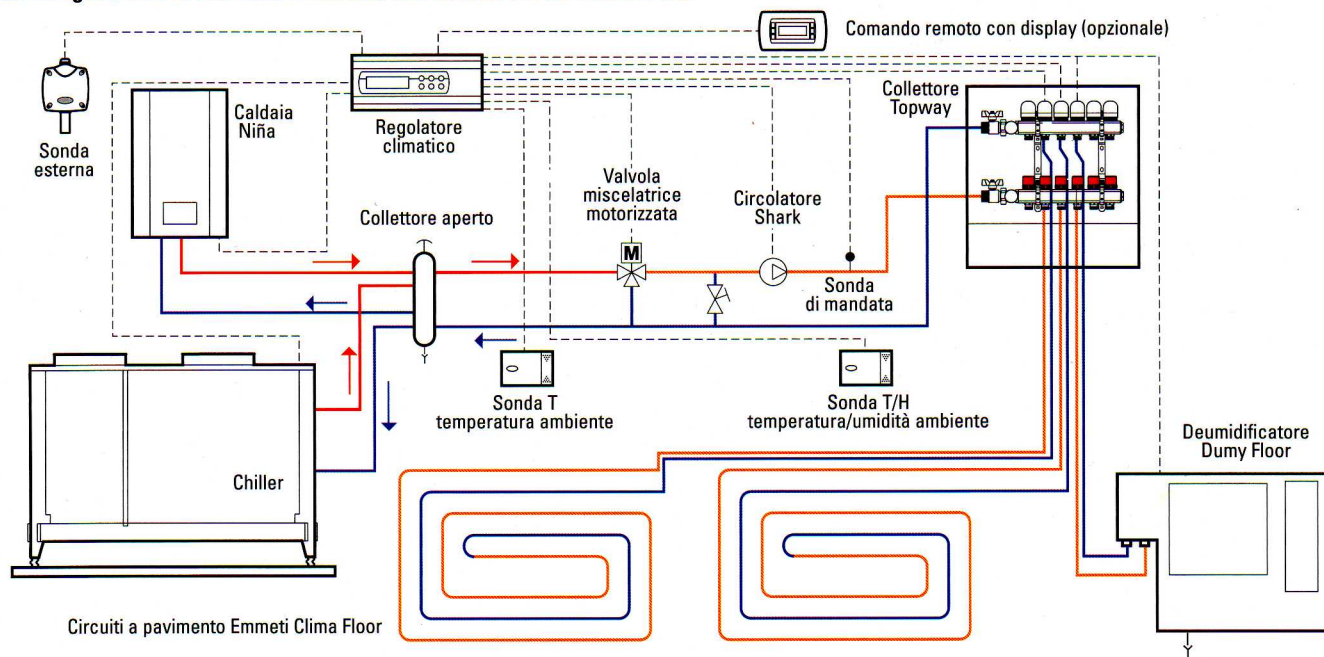 Comando remoto con display (opzionale)
Caldaia
Niña
Sonda
esterna
Regolatore
climatico
Collettore
Topway
Valvola
miscelatrice
motorizzata
Circolatore
Shark
Collettore aperto
M
Sonda
di mandata
Sonda T
temperatura ambiente
Sonda T/H
temperatura/umidità ambiente
Deumidificatore
Dumy Floor
Chiller
Circuiti a pavimento Emmeti Clima Floor